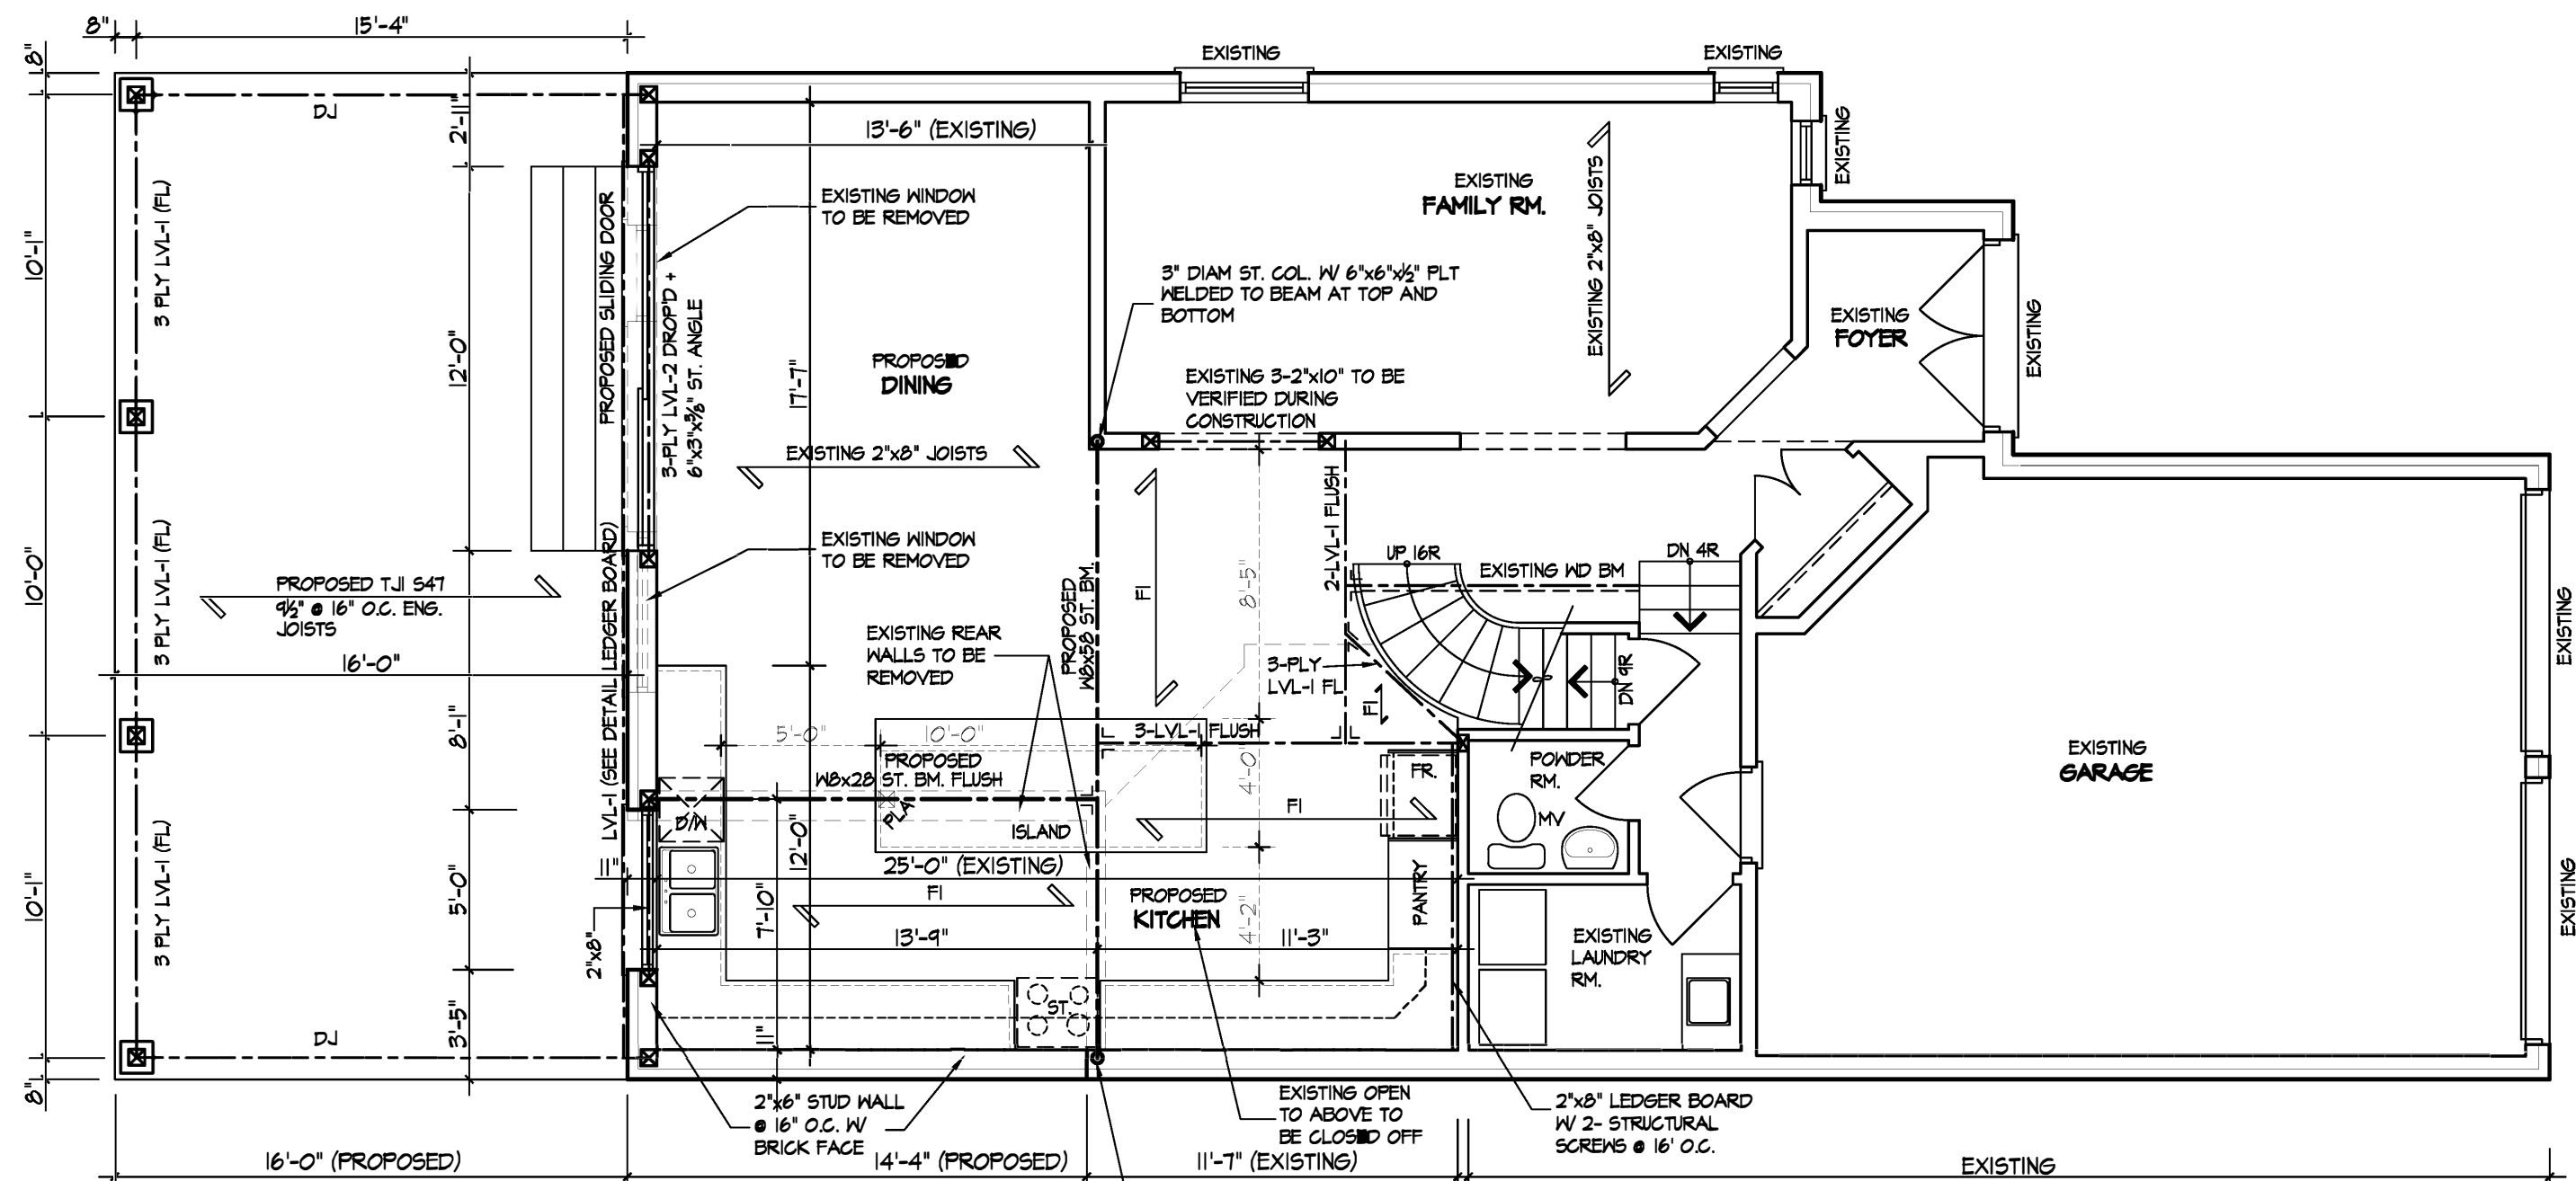 8"
15'-4"
8"
10'-1"
10'-0"
10'-1"
8"
DJ
3 PLY LVL-1 (FL)
3 PLY LVL-1 (FL)
3 PLY LVL-1 (FL)
DJ
PROPOSED TJI S47
9½" @ 16" O.C. ENG.
JOISTS
16'-0"
2'-11"
12'-0"
8'-1"
5'-0"
3'-5"
PROPOSED SLIDING DOOR
LVL-1 (SEE DETAIL LEDGER BOARD)
11"
2"x8"
3-PLY LVL-2 DROP'D +
6"x3"x⅜" ST. ANGLE
13'-6" (EXISTING)
EXISTING WINDOW
TO BE REMOVED
17'-7"
PROPOSED
DINING
EXISTING 2"x8" JOISTS
EXISTING WINDOW
TO BE REMOVED
EXISTING REAR
WALLS TO BE
REMOVED
PROPOSED
W8x58 ST. BM.
5'-0"
10'-0"
PROPOSED
W8x28 ST. BM. FLUSH
D/W
ISLAND
12'-0"
7'-10"
11"
25'-0" (EXISTING)
F1
13'-9"
ST.
2"x6" STUD WALL
@ 16" O.C. W/
BRICK FACE
EXISTING
EXISTING
EXISTING
EXISTING
FAMILY RM.
EXISTING 2"x8" JOISTS
3" DIAM ST. COL. W/ 6"x6"x½" PLT
WELDED TO BEAM AT TOP AND
BOTTOM
EXISTING 3-2"x10" TO BE
VERIFIED DURING
CONSTRUCTION
EXISTING
FOYER
EXISTING
F1
8'-5"
2-LVL-1 FLUSH
UP 16R
EXISTING WD BM
DN 4R
DN 9R
3-PLY
LVL-1 FL
F1
3-LVL-1 FLUSH
4'-0"
FR.
F1
PANTRY
PROPOSED
KITCHEN
4'-2"
11'-3"
POWDER
RM.
MV
EXISTING
LAUNDRY
RM.
EXISTING
GARAGE
EXISTING
EXISTING
EXISTING OPEN
TO ABOVE TO
BE CLOSED OFF
2"x8" LEDGER BOARD
W/ 2- STRUCTURAL
SCREWS @ 16' O.C.
16'-0" (PROPOSED)
14'-4" (PROPOSED)
11'-7" (EXISTING)
EXISTING